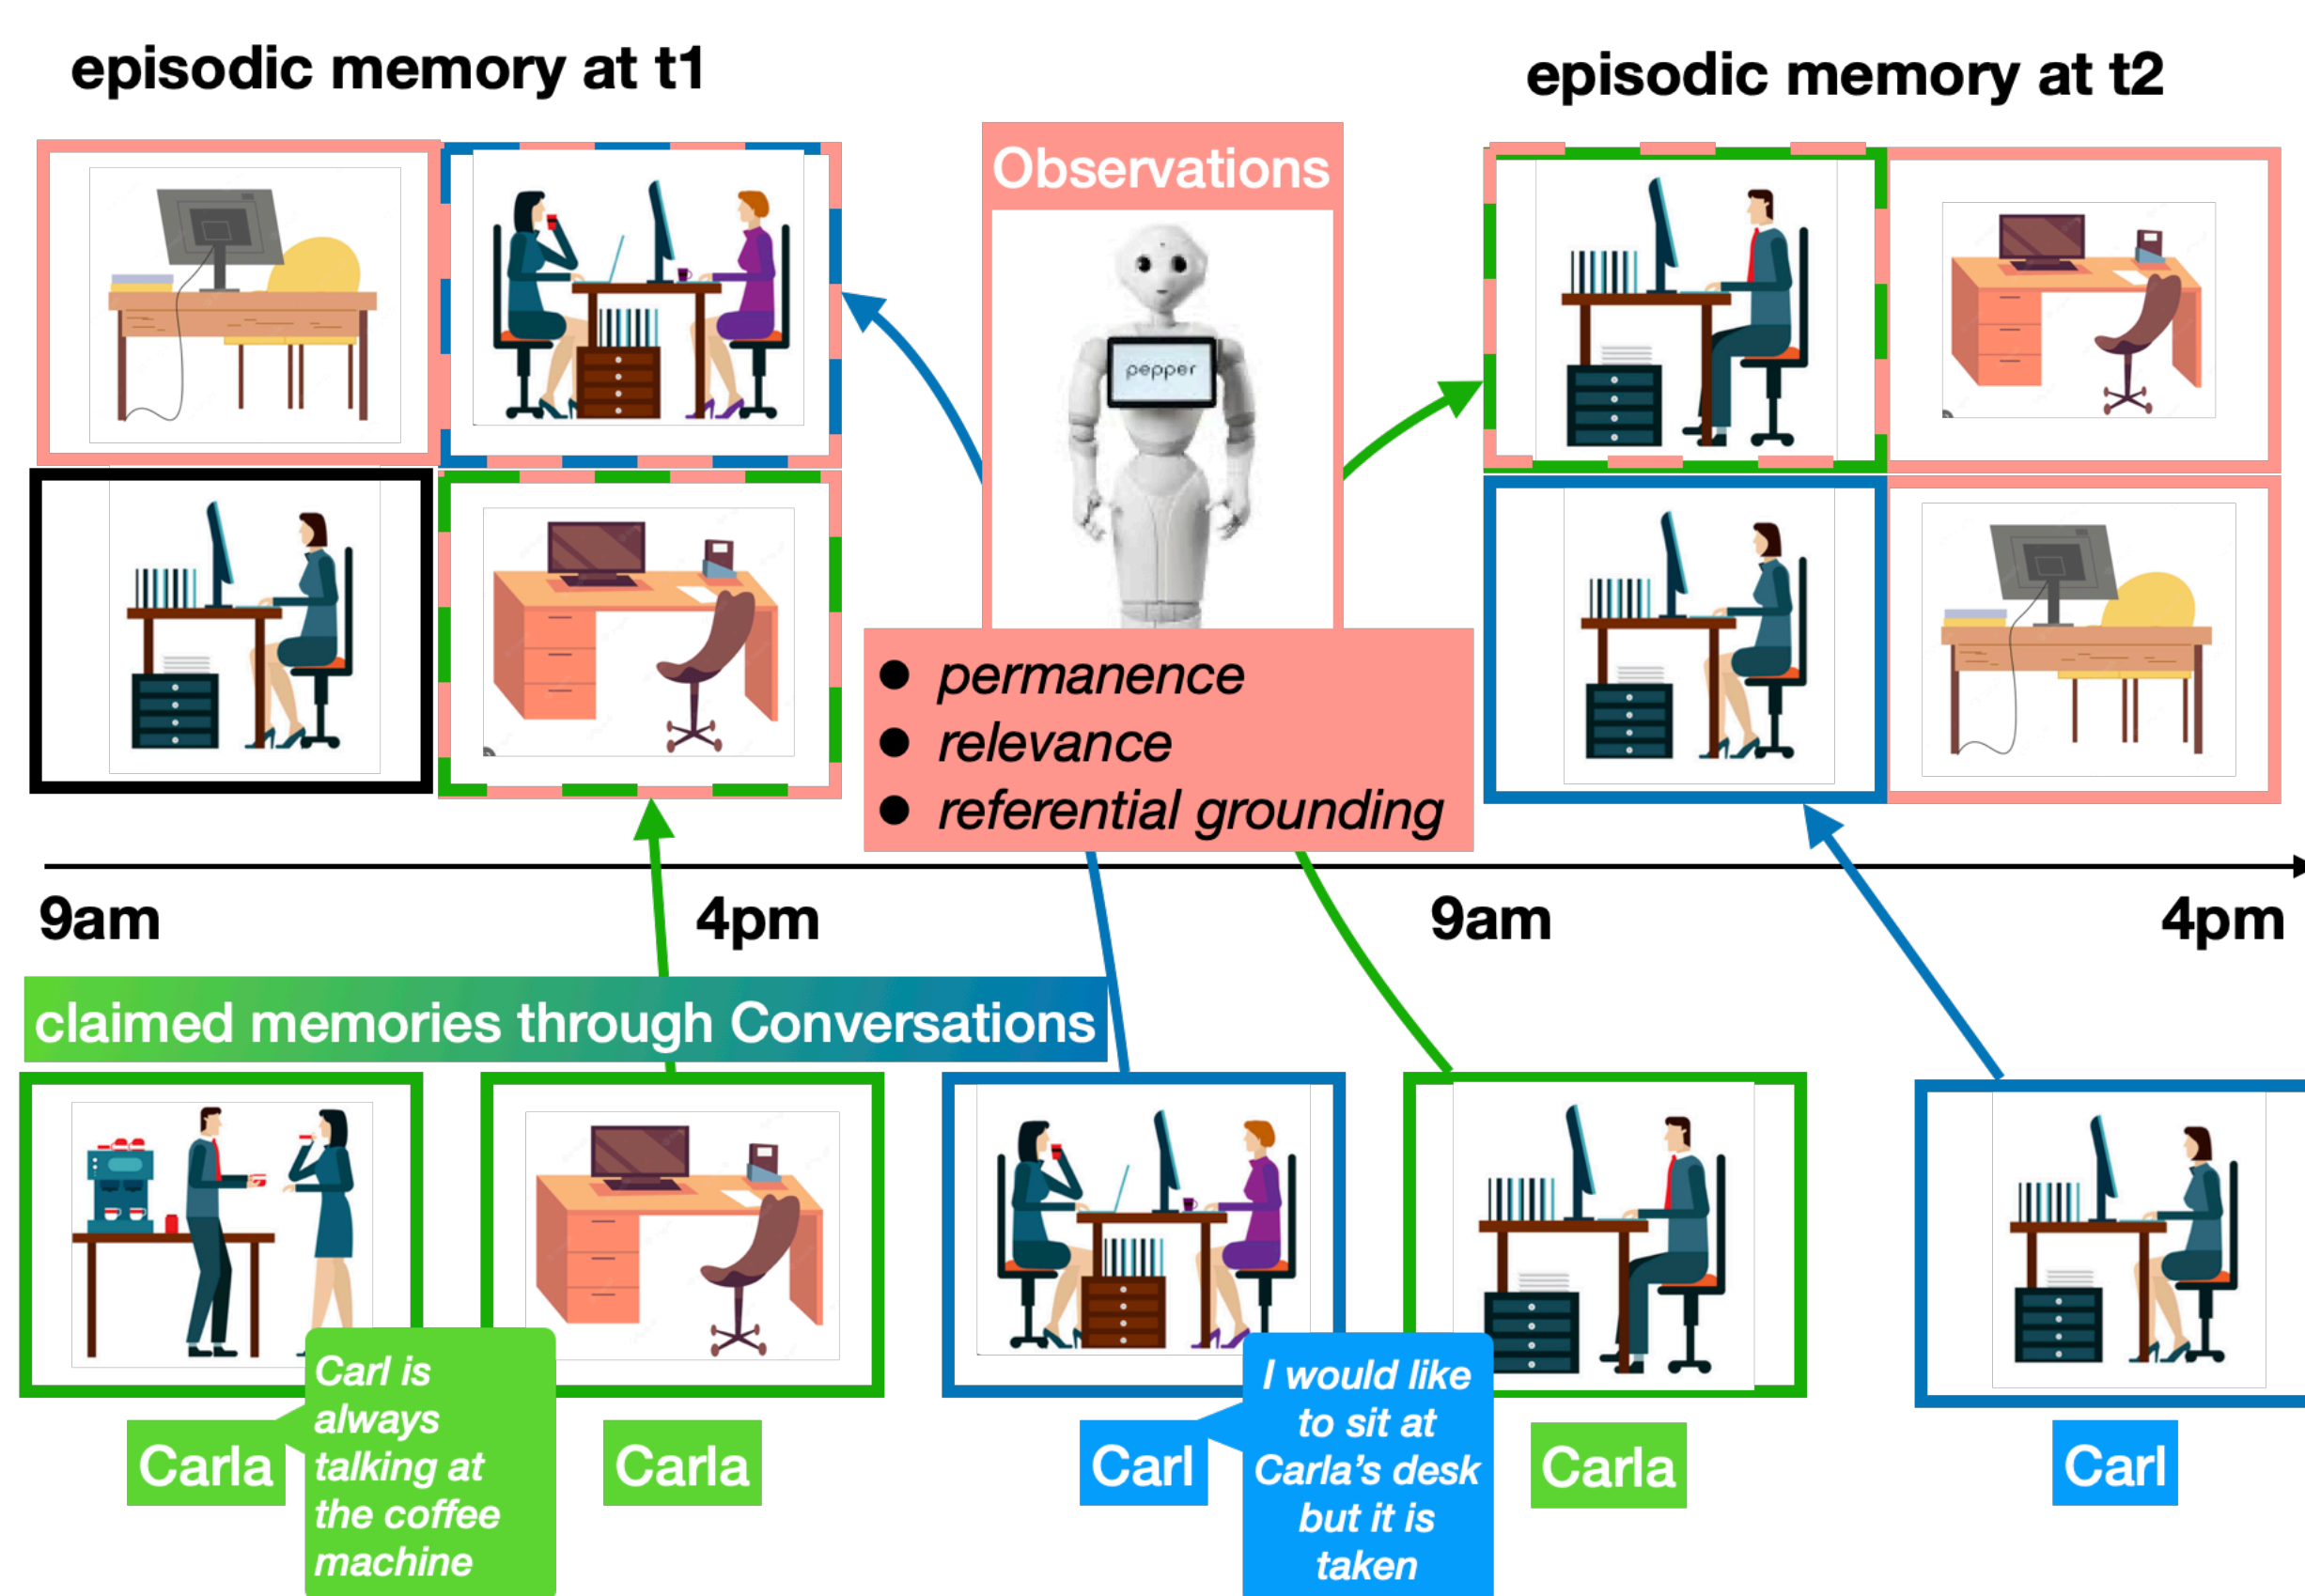 episodic memory at t1
episodic memory at t2
Observations
pepper
● permanence
● relevance
● referential grounding
9am
4pm
9am
4pm
claimed memories through Conversations
Carla
Carl is
always
talking at
the coffee
machine
Carla
Carl
I would like
to sit at
Carla's desk
but it is
taken
Carla
Carl